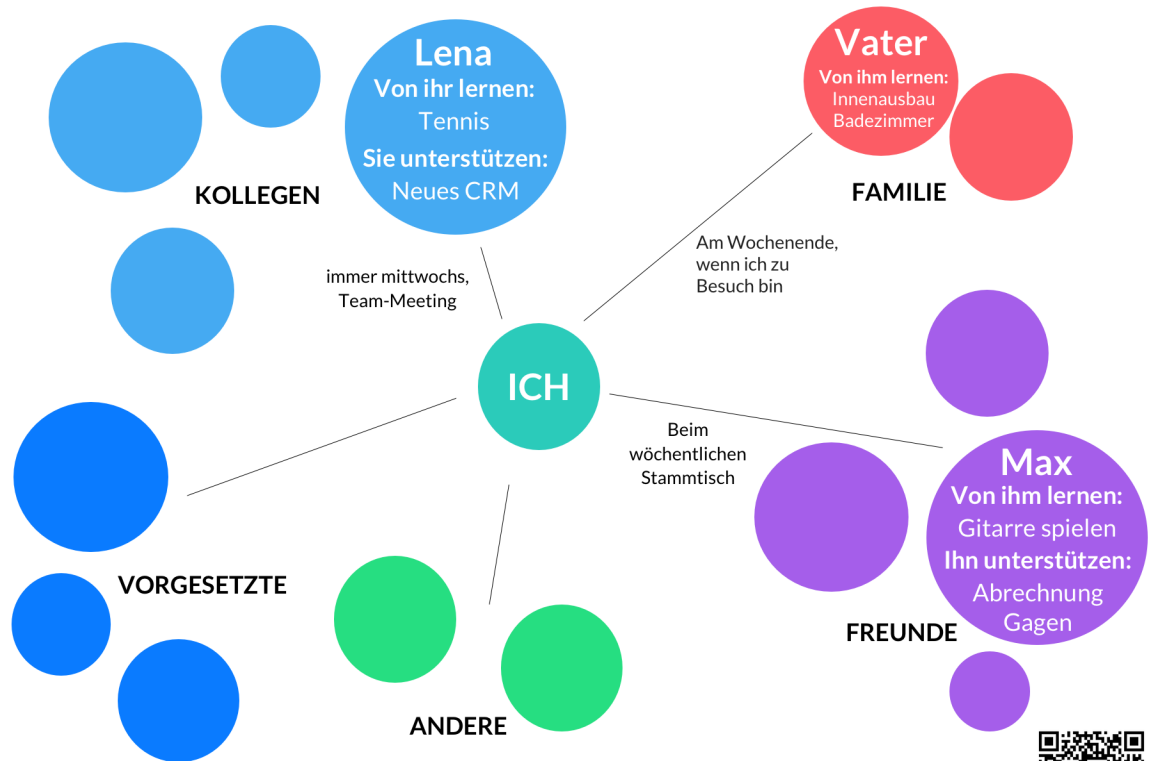 Lena
Von ihr lernen:
Tennis
Sie unterstützen:
Neues CRM
KOLLEGEN
immer mittwochs,
Team-Meeting
Vater
Von ihm lernen:
Innenausbau
Badezimmer
FAMILIE
Am Wochenende,
wenn ich zu
Besuch bin
ICH
Beim
wöchentlichen
Stammtisch
Max
Von ihm lernen:
Gitarre spielen
Ihn unterstützen:
Abrechnung
Gagen
FREUNDE
VORGESETZTE
ANDERE